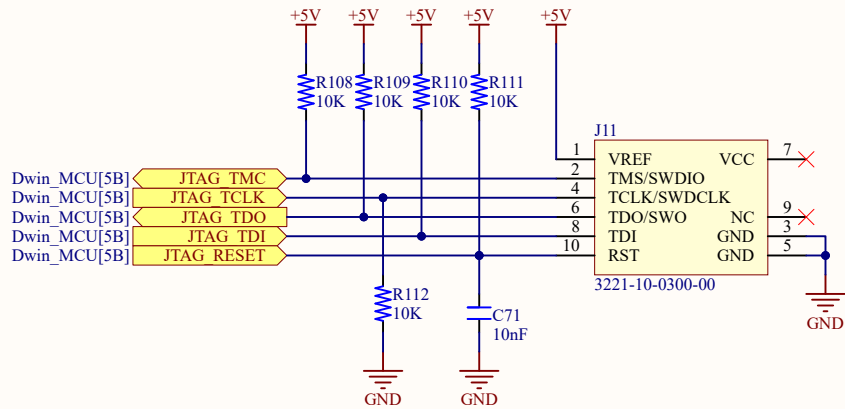 +5V +5V +5V +5V +5V
R108 R109 R110 R111
10K 10K 10K 10K
J11
1 VREF VCC 7
Dwin_MCU[5B] JTAG_TMC 2 TMS/SWDIO
Dwin_MCU[5B] JTAG_TCLK 4 TCLK/SWDCLK
Dwin_MCU[5B] JTAG_TDO 6 TDO/SWO NC 9
Dwin_MCU[5B] JTAG_TDI 8 TDI GND 3
Dwin_MCU[5B] JTAG_RESET 10 RST GND 5
3221-10-0300-00
R112
10K
C71
10nF
GND
GND GND